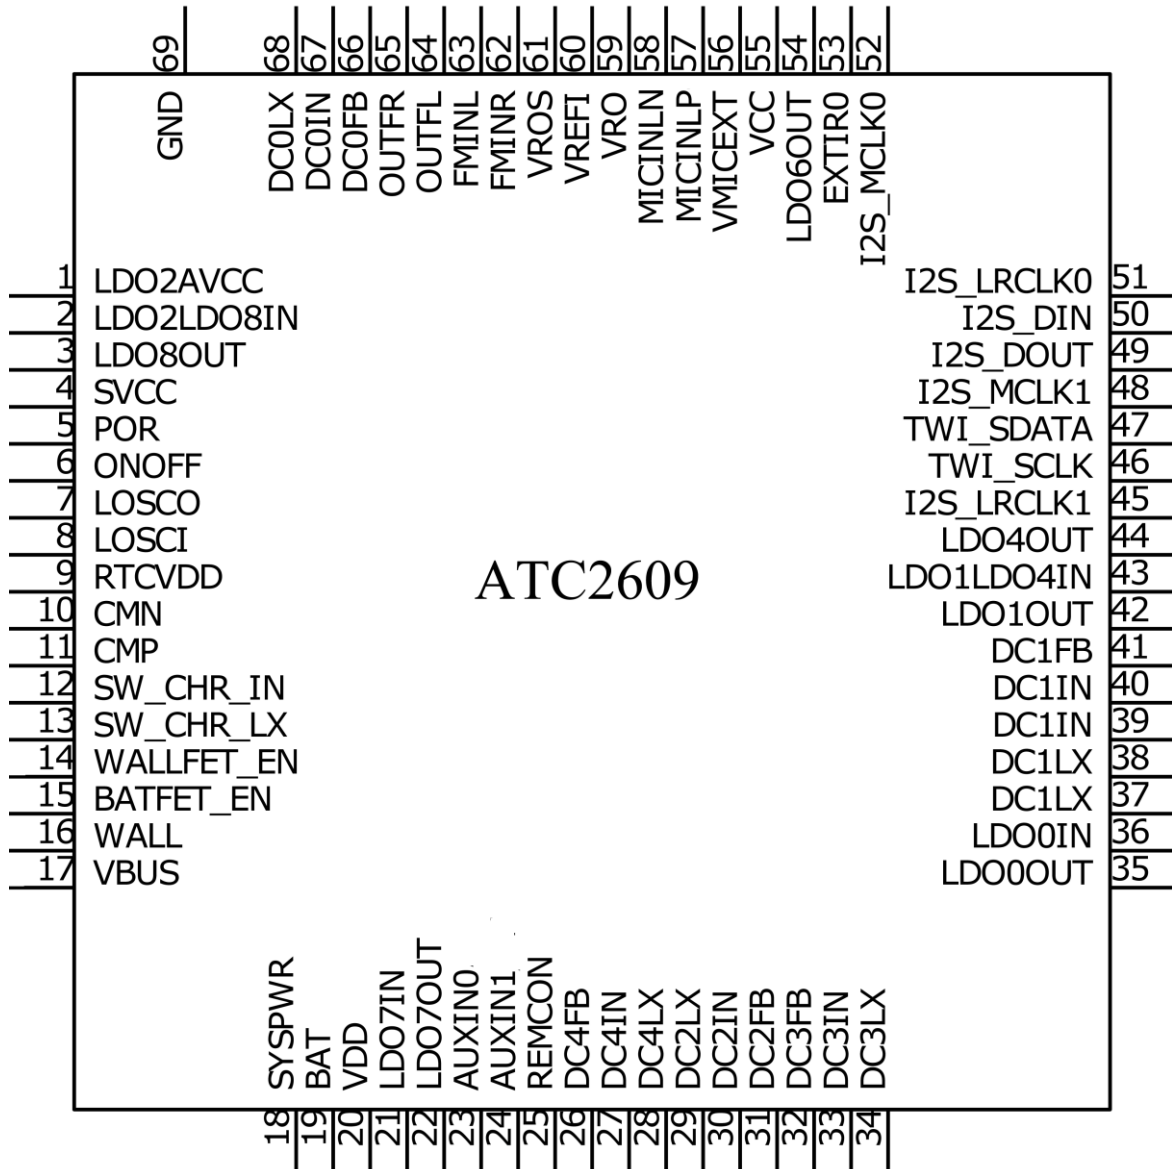 69 68 67 66 65 64 63 62 61 60 59 58 57 56 55 54 53 52
GND DC0LX DC0IN DC0FB OUTFR OUTFL FMINL FMINR VROS VREFI VRO MICINLN MICINLP VMICEXT VCC LDO6OUT EXTIR0 I2S_MCLK0
1 LDO2AVCC
2 LDO2LDO8IN
3 LDO8OUT
4 SVCC
5 POR
6 ONOFF
7 LOSCO
8 LOSCI
9 RTCVDD
10 CMN
11 CMP
12 SW_CHR_IN
13 SW_CHR_LX
14 WALLFET_EN
15 BATFET_EN
16 WALL
17 VBUS
ATC2609
I2S_LRCLK0 51
I2S_DIN 50
I2S_DOUT 49
I2S_MCLK1 48
TWI_SDATA 47
TWI_SCLK 46
I2S_LRCLK1 45
LDO4OUT 44
LDO1LDO4IN 43
LDO1OUT 42
DC1FB 41
DC1IN 40
DC1IN 39
DC1LX 38
DC1LX 37
LDO0IN 36
LDO0OUT 35
SYSPWR BAT VDD LDO7IN LDO7OUT AUXIN0 AUXIN1 REMCON DC4FB DC4IN DC4LX DC2LX DC2IN DC2FB DC3FB DC3IN DC3LX
18 19 20 21 22 23 24 25 26 27 28 29 30 31 32 33 34